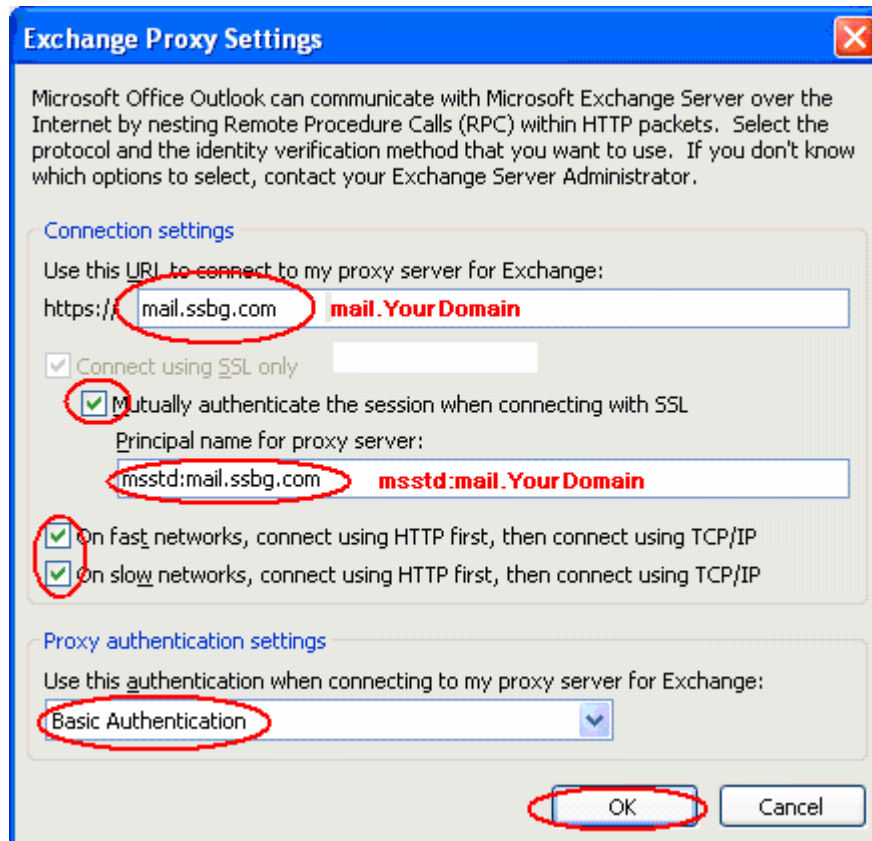 Exchange Proxy Settings
Microsoft Office Outlook can communicate with Microsoft Exchange Server over the
Internet by nesting Remote Procedure Calls (RPC) within HTTP packets. Select the
protocol and the identity verification method that you want to use. If you don't know
which options to select, contact your Exchange Server Administrator.
Connection settings
Use this URL to connect to my proxy server for Exchange:
https:// mail.ssbg.com mail.YourDomain
Connect using SSL only
Mutually authenticate the session when connecting with SSL
Principal name for proxy server:
msstd:mail.ssbg.com msstd:mail.YourDomain
On fast networks, connect using HTTP first, then connect using TCP/IP
On slow networks, connect using HTTP first, then connect using TCP/IP
Proxy authentication settings
Use this authentication when connecting to my proxy server for Exchange:
Basic Authentication
OK Cancel